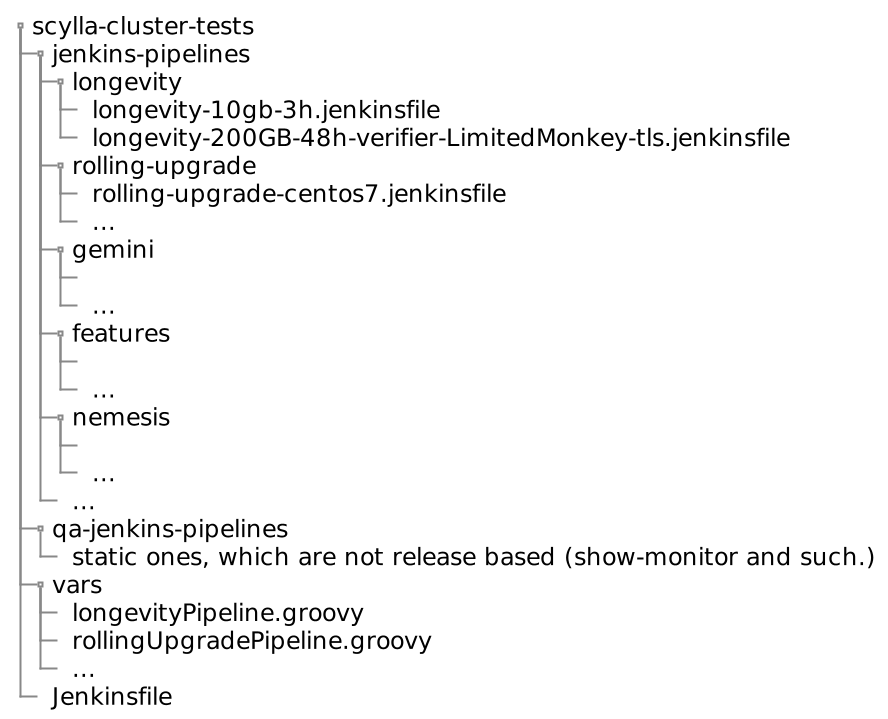 scylla-cluster-tests
jenkins-pipelines
longevity
longevity-10gb-3h.jenkinsfile
longevity-200GB-48h-verifier-LimitedMonkey-tls.jenkinsfile
rolling-upgrade
rolling-upgrade-centos7.jenkinsfile
...
gemini
...
features
...
nemesis
...
...
qa-jenkins-pipelines
static ones, which are not release based (show-monitor and such.)
vars
longevityPipeline.groovy
rollingUpgradePipeline.groovy
...
Jenkinsfile